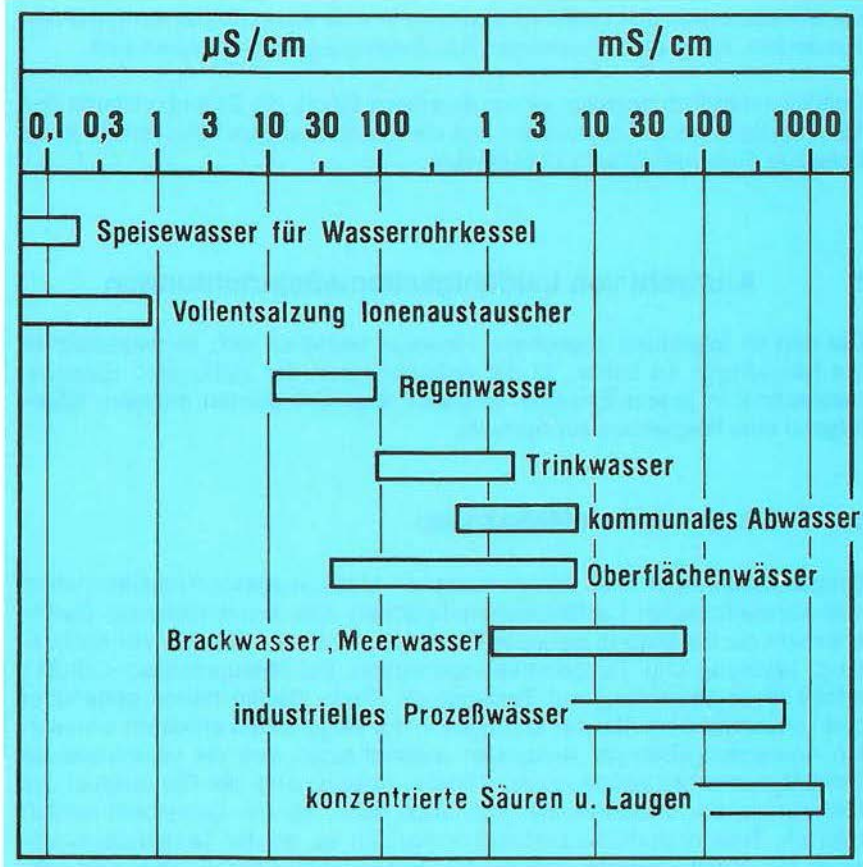 µS/cm mS/cm
0,1 0,3 1 3 10 30 100 1 3 10 30 100 1000
Speisewasser für Wasserrohrkessel
Vollentsalzung Ionenaustauscher
Regenwasser
Trinkwasser
kommunales Abwasser
Oberflächenwässer
Brackwasser, Meerwasser
industrielles Prozeßwässer
konzentrierte Säuren u. Laugen